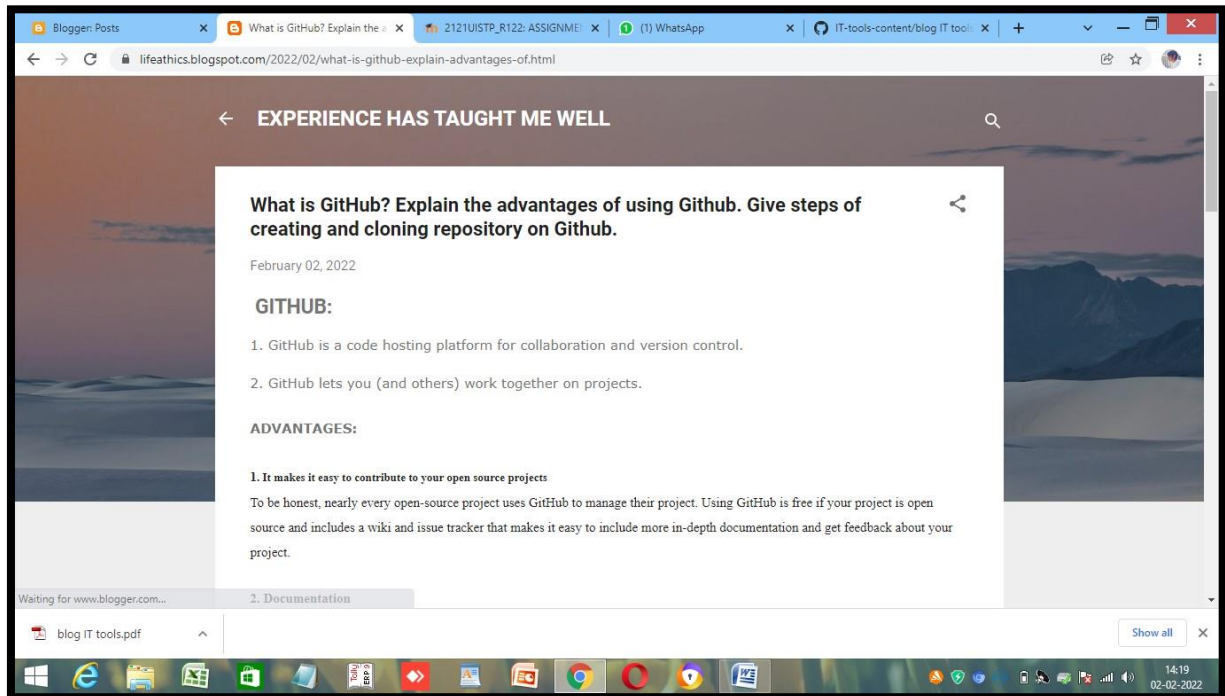 Blogger: Posts
What is GitHub? Explain the a
2121UISTP_R122: ASSIGNME
(1) WhatsApp
IT-tools-content/blog IT tool
lifeathics.blogspot.com/2022/02/what-is-github-explain-advantages-of.html
EXPERIENCE HAS TAUGHT ME WELL
What is GitHub? Explain the advantages of using Github. Give steps of
creating and cloning repository on Github.
February 02, 2022
GITHUB:
1. GitHub is a code hosting platform for collaboration and version control.
2. GitHub lets you (and others) work together on projects.
ADVANTAGES:
1. It makes it easy to contribute to your open source projects
To be honest, nearly every open-source project uses GitHub to manage their project. Using GitHub is free if your project is open
source and includes a wiki and issue tracker that makes it easy to include more in-depth documentation and get feedback about your
project.
Waiting for www.blogger.com...
2. Documentation
blog IT tools.pdf
Show all
Tally
ERP 9
14:19
02-02-2022